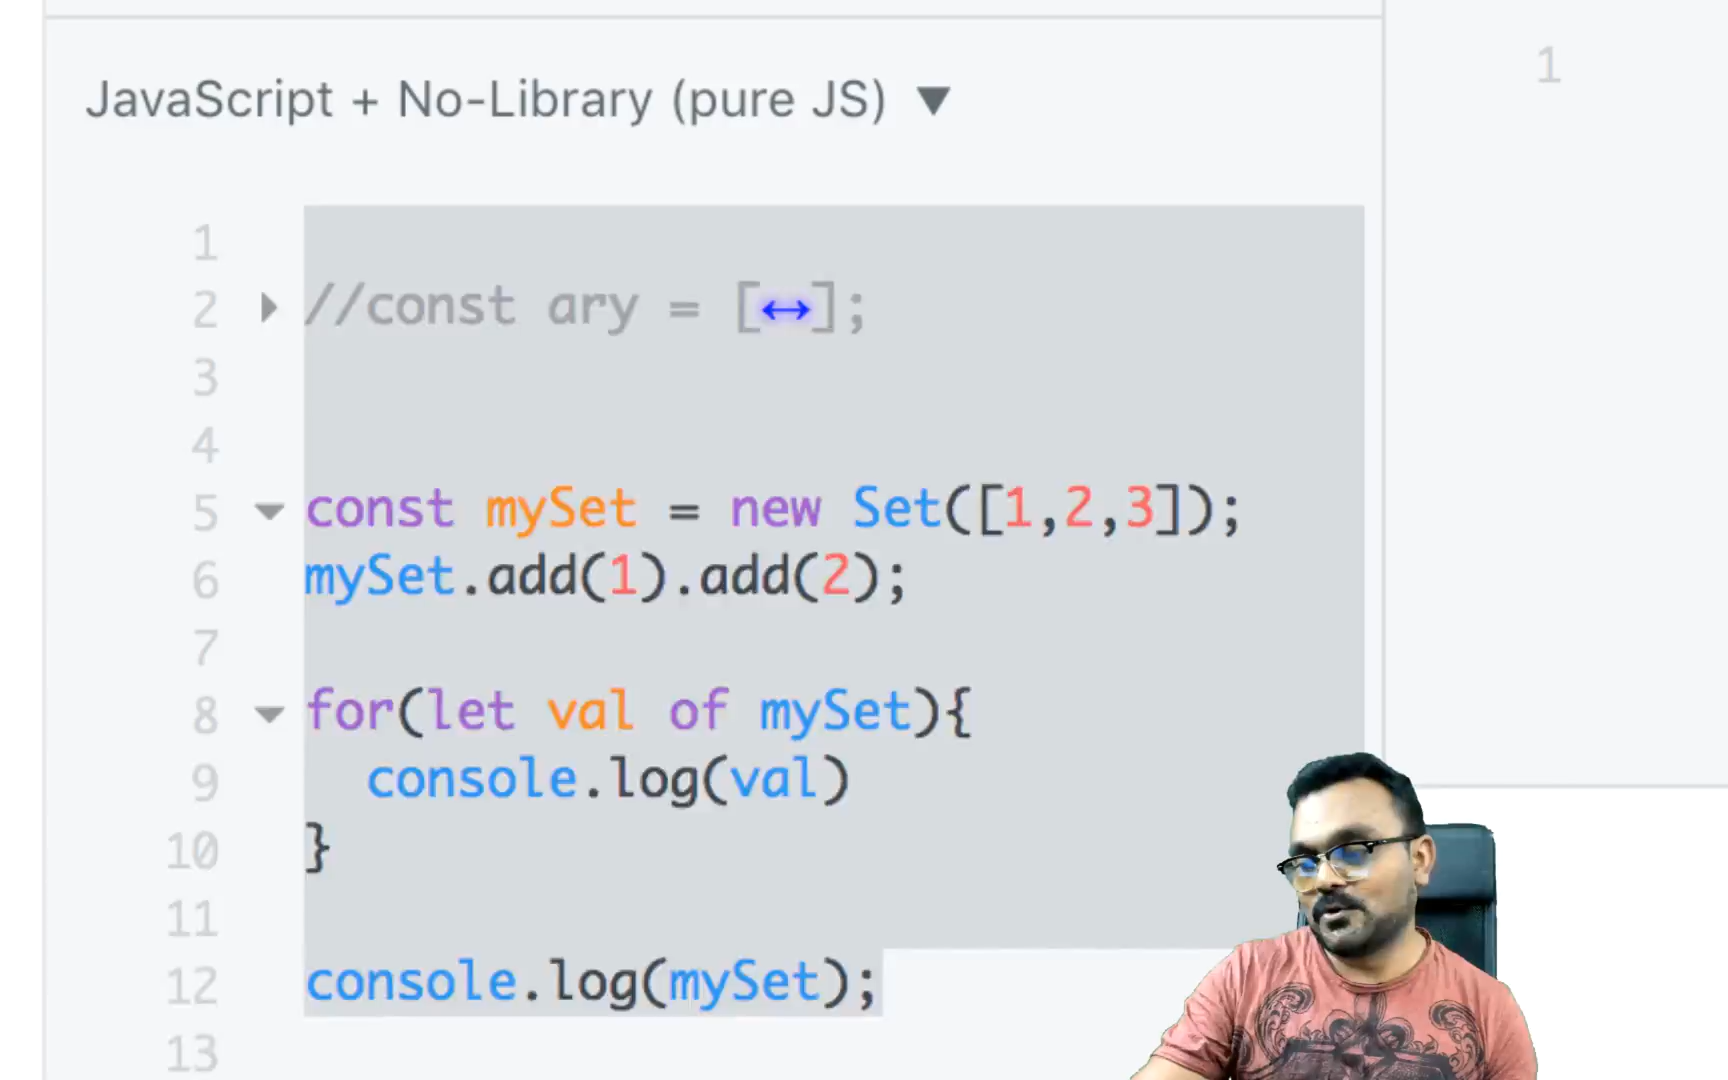 JavaScript + No-Library (pure JS) ▼
1
1
2 //const ary = [↔];
3
4
5 const mySet = new Set([1,2,3]);
6 mySet.add(1).add(2);
7
8 for(let val of mySet){
9 console.log(val)
10 }
11
12 console.log(mySet);
13